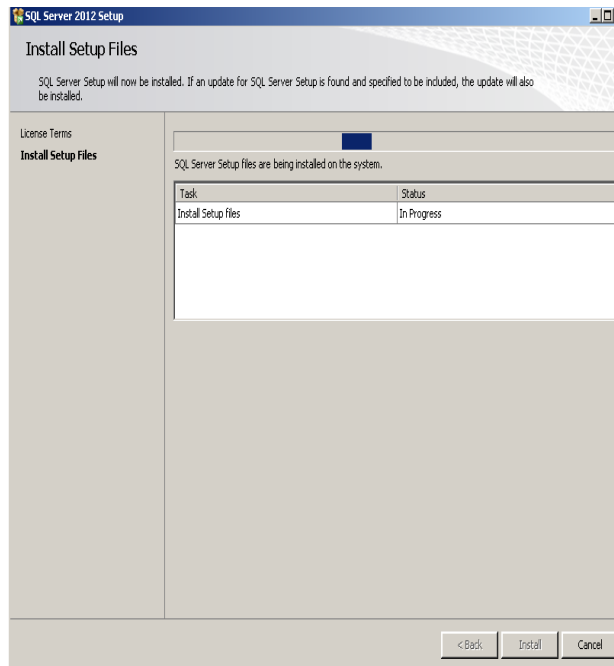 SQL Server 2012 Setup
Install Setup Files
SQL Server Setup will now be installed. If an update for SQL Server Setup is found and specified to be included, the update will also
be installed.
License Terms
Install Setup Files
SQL Server Setup files are being installed on the system.
Task Status
Install Setup files In Progress
< Back Install Cancel